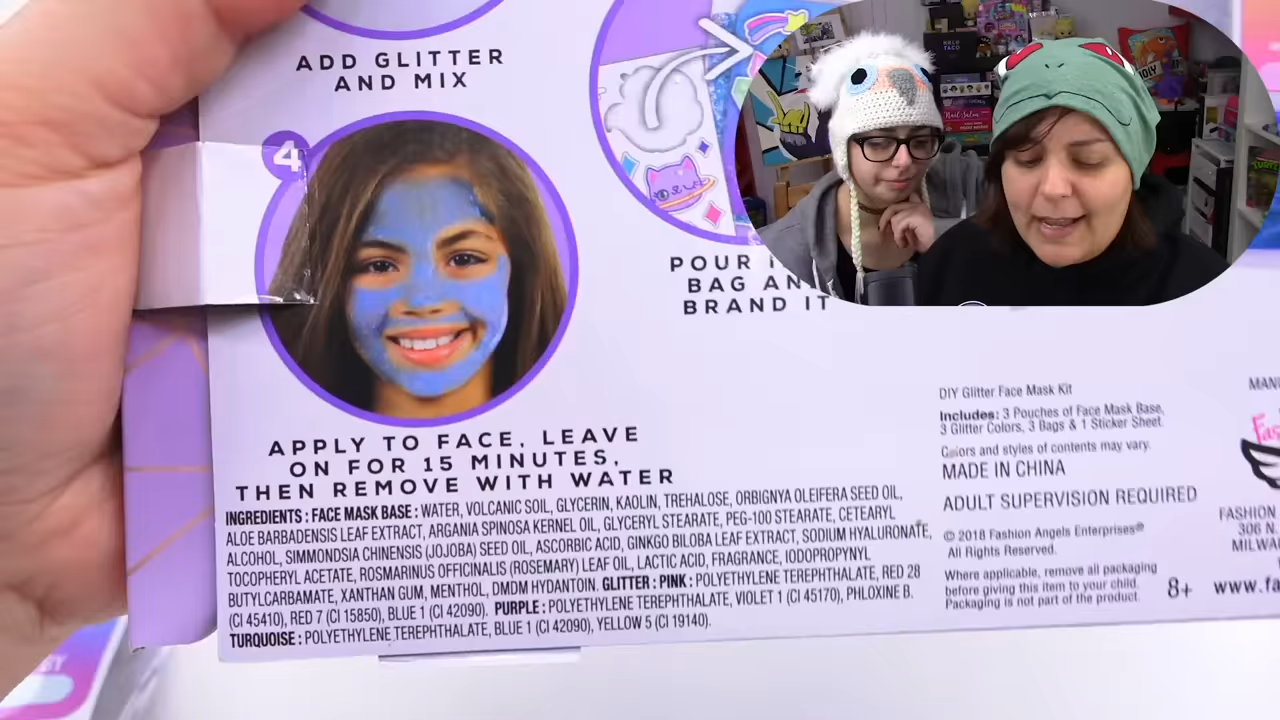 ADD GLITTER
AND MIX
4
POUR
BAG
BRAND IT
APPLY TO FACE, LEAVE
ON FOR 15 MINUTES,
THEN REMOVE WITH WATER
INGREDIENTS : FACE MASK BASE : WATER, VOLCANIC SOIL, GLYCERIN, KAOLIN, TREHALOSE, ORBIGNYA OLEIFERA SEED OIL,
ALOE BARBADENSIS LEAF EXTRACT, ARGANIA SPINOSA KERNEL OIL, GLYCERYL STEARATE, PEG-100 STEARATE, CETEARYL
ALCOHOL, SIMMONDSIA CHINENSIS (JOJOBA) SEED OIL, ASCORBIC ACID, GINKGO BILOBA LEAF EXTRACT, SODIUM HYALURONATE,
TOCOPHERYL ACETATE, ROSMARINUS OFFICINALIS (ROSEMARY) LEAF OIL, LACTIC ACID, FRAGRANCE, IODOPROPYNYL
BUTYLCARBAMATE, XANTHAN GUM, MENTHOL, DMDM HYDANTOIN. GLITTER : PINK : POLYETHYLENE TEREPHTHALATE, RED 28
(CI 45410), RED 7 (CI 15850), BLUE 1 (CI 42090). PURPLE : POLYETHYLENE TEREPHTHALATE, VIOLET 1 (CI 45170), PHLOXINE B.
TURQUOISE : POLYETHYLENE TEREPHTHALATE, BLUE 1 (CI 42090), YELLOW 5 (CI 19140).
DIY Glitter Face Mask Kit
Includes: 3 Pouches of Face Mask Base,
3 Glitter Colors, 3 Bags & 1 Sticker Sheet.
Colors and styles of contents may vary.
MADE IN CHINA
ADULT SUPERVISION REQUIRED
© 2018 Fashion Angels Enterprises®
All Rights Reserved.
Where applicable, remove all packaging
before giving this item to your child.
Packaging is not part of the product.
8+
FASHION
306 N.
www.fa